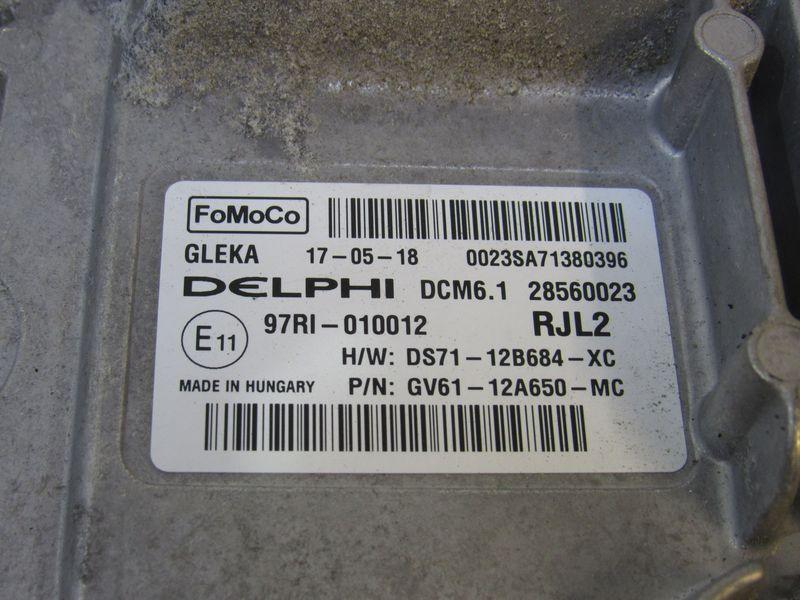 FoMoCo
GLEKA 17-05-18 0023SA71380396
DELPHI DCM6.1 28560023
E11 97RI-010012 RJL2
H/W: DS71-12B684-XC
MADE IN HUNGARY P/N: GV61-12A650-MC